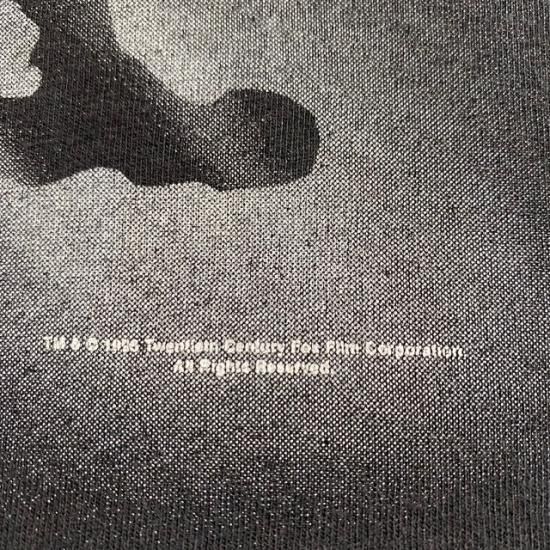 TM & © 1995 Twentieth Century Fox Film Corporation.
All Rights Reserved.